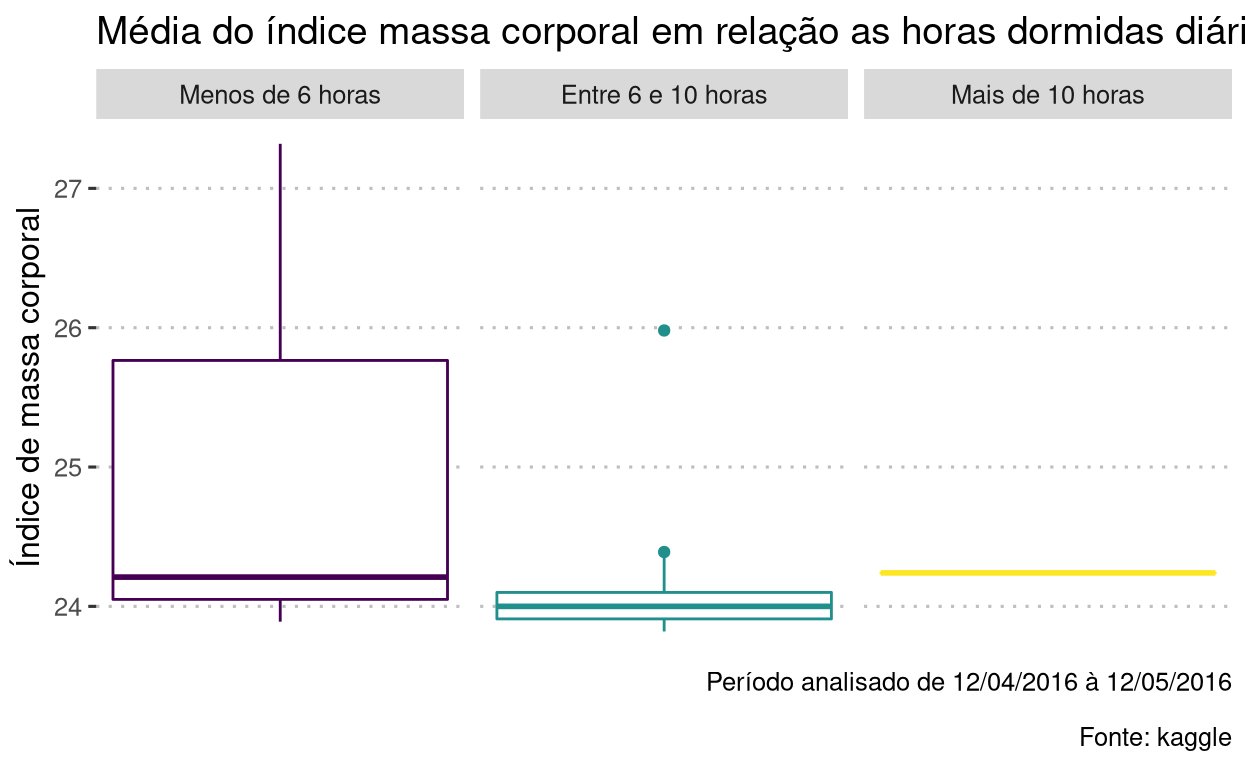 Média do índice massa corporal em relação as horas dormidas diári
Menos de 6 horas
Entre 6 e 10 horas
Mais de 10 horas
27
26
25
24
Índice de massa corporal
Período analisado de 12/04/2016 à 12/05/2016
Fonte: kaggle